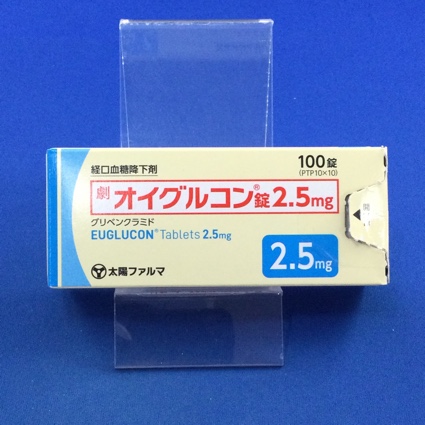 経口血糖降下剤
100錠
(PTP10×10)
劇 オイグルコン®錠2.5mg
グリベンクラミド
EUGLUCON® Tablets 2.5mg
太陽ファルマ
2.5mg